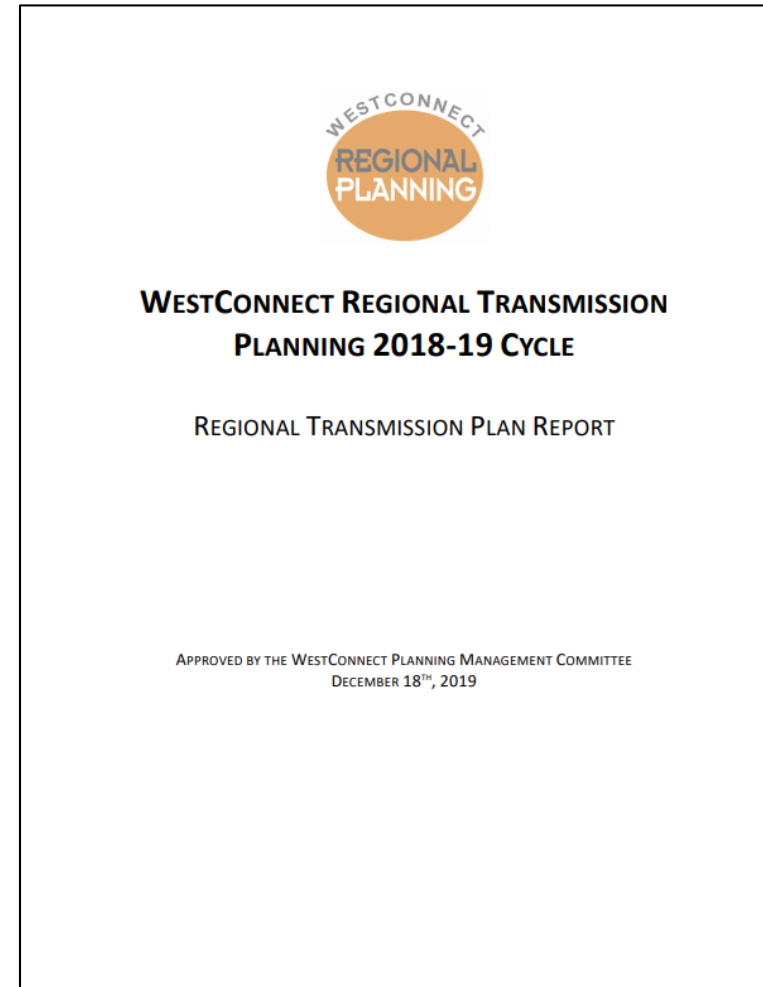 WESTCONNECT
REGIONAL
PLANNING
WESTCONNECT REGIONAL TRANSMISSION
PLANNING 2018-19 CYCLE
REGIONAL TRANSMISSION PLAN REPORT
APPROVED BY THE WESTCONNECT PLANNING MANAGEMENT COMMITTEE
DECEMBER 18TH, 2019